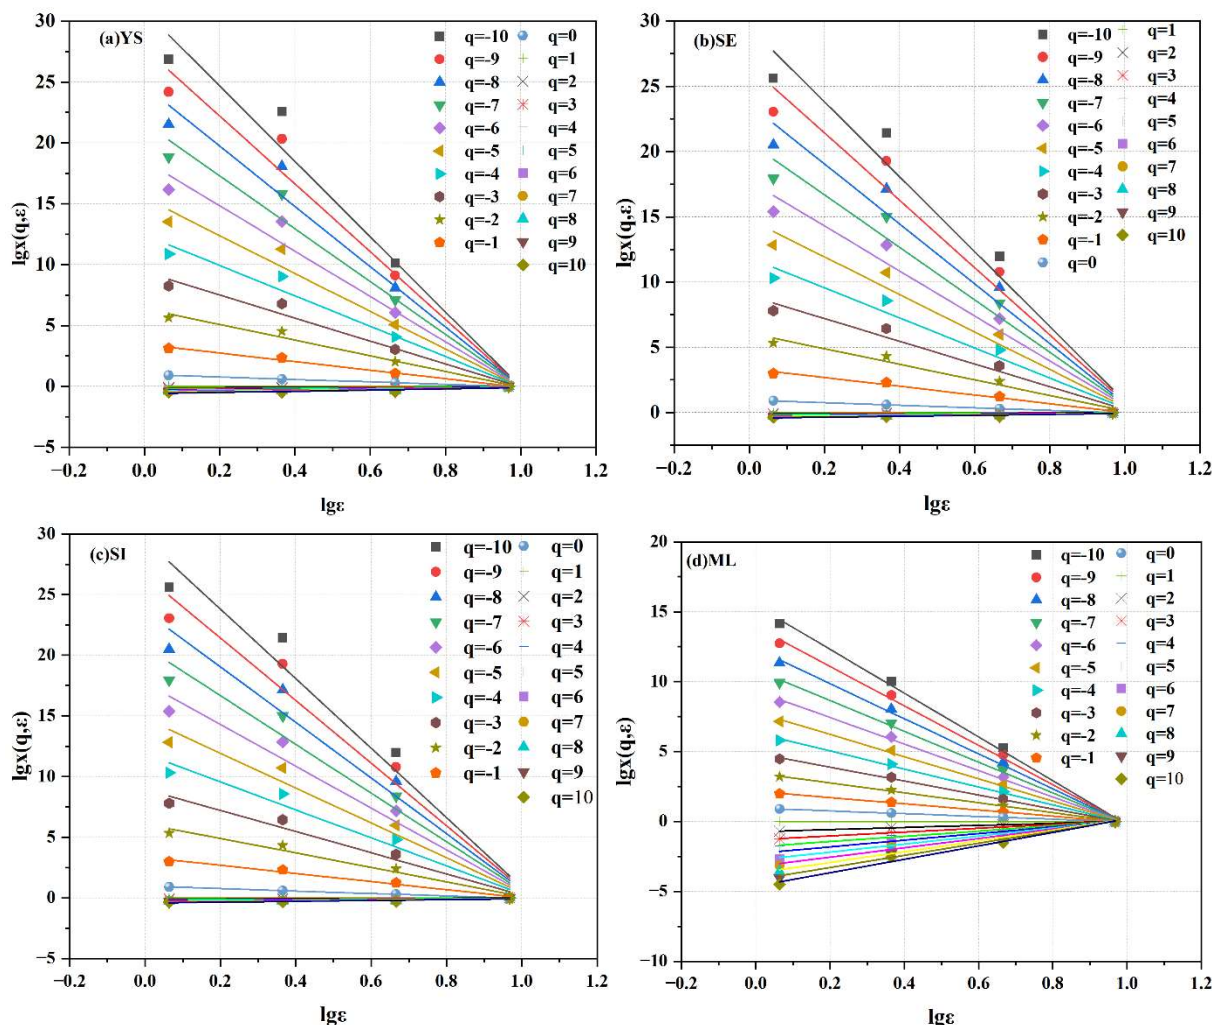 (a)YS
30
25
20
15
10
5
0
−5
−0.2 0.0 0.2 0.4 0.6 0.8 1.0 1.2
lgε
lgx(q,ε)
q=-10 q=0
q=-9 q=1
q=-8 q=2
q=-7 q=3
q=-6 q=4
q=-5 q=5
q=-4 q=6
q=-3 q=7
q=-2 q=8
q=-1 q=9
q=10
(b)SE
30
25
20
15
10
5
0
−0.2 0.0 0.2 0.4 0.6 0.8 1.0 1.2
lgε
lgx(q,ε)
q=-10 q=1
q=-9 q=2
q=-8 q=3
q=-7 q=4
q=-6 q=5
q=-5 q=6
q=-4 q=7
q=-3 q=8
q=-2 q=9
q=-1 q=10
q=0
(c)SI
30
25
20
15
10
5
0
−5
−0.2 0.0 0.2 0.4 0.6 0.8 1.0 1.2
lgε
lgx(q,ε)
q=-10 q=0
q=-9 q=1
q=-8 q=2
q=-7 q=3
q=-6 q=4
q=-5 q=5
q=-4 q=6
q=-3 q=7
q=-2 q=8
q=-1 q=9
q=10
(d)ML
20
15
10
5
0
−5
−10
−0.2 0.0 0.2 0.4 0.6 0.8 1.0 1.2
lgε
lgx(q,ε)
q=-10 q=0
q=-9 q=1
q=-8 q=2
q=-7 q=3
q=-6 q=4
q=-5 q=5
q=-4 q=6
q=-3 q=7
q=-2 q=8
q=-1 q=9
q=10